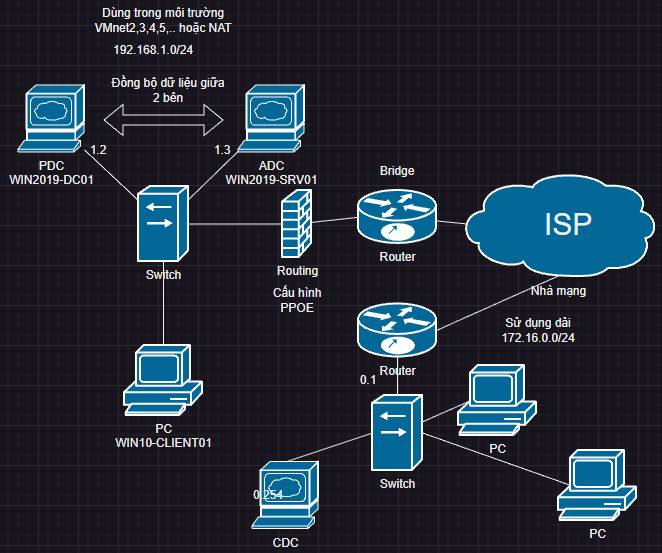 Dùng trong môi trường
VMnet2,3,4,5,.. hoặc NAT
192.168.1.0/24
Đồng bộ dữ liệu giữa
2 bên
1.2
1.3
PDC
WIN2019-DC01
ADC
WIN2019-SRV01
Bridge
ISP
Router
Switch
Routing
Cấu hình
PPOE
Nhà mạng
Sử dụng dải
172.16.0.0/24
Router
0.1
PC
WIN10-CLIENT01
PC
Switch
0.254
CDC
PC